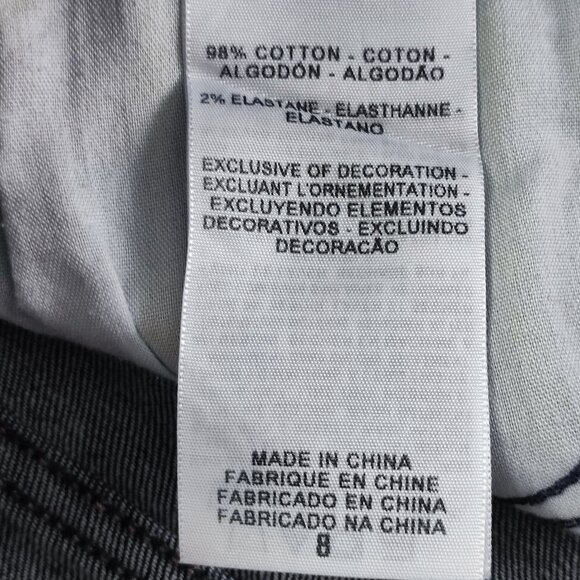 98% COTTON - COTON -
ALGODÓN - ALGODÃO
2% ELASTANE - ELASTHANNE -
ELASTANO
EXCLUSIVE OF DECORATION -
EXCLUANT L'ORNEMENTATION -
EXCLUYENDO ELEMENTOS
DECORATIVOS - EXCLUINDO
DECORACÃO
MADE IN CHINA
FABRIQUE EN CHINE
FABRICADO EN CHINA
FABRICADO NA CHINA
8